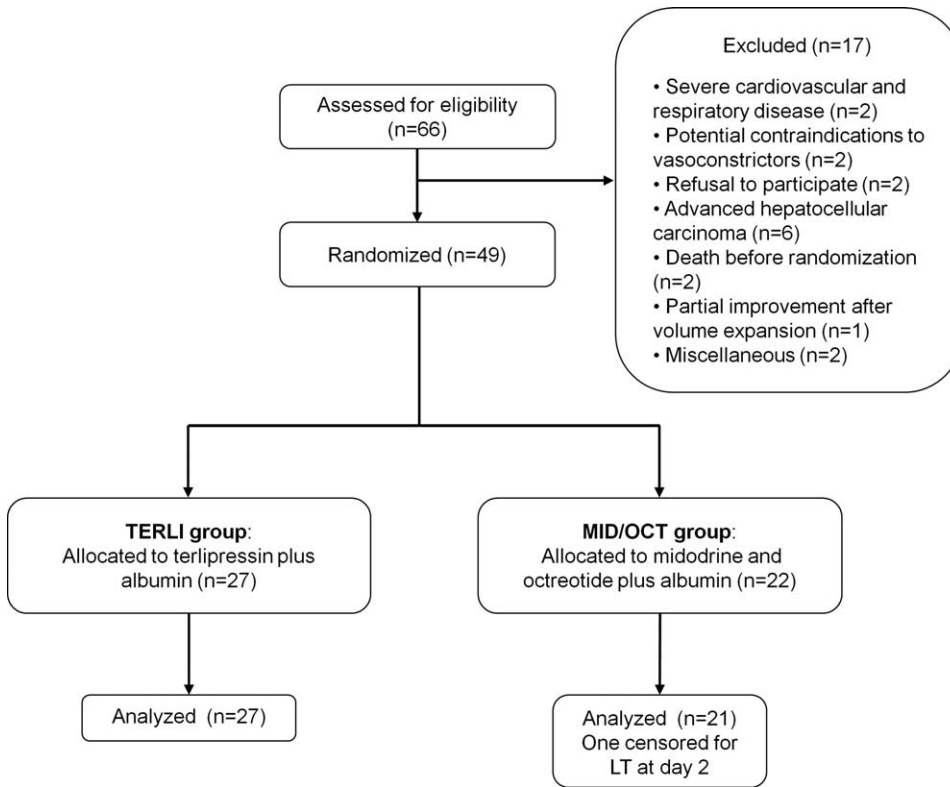 Assessed for eligibility
(n=66)
Excluded (n=17)
• Severe cardiovascular and
respiratory disease (n=2)
• Potential contraindications to
vasoconstrictors (n=2)
• Refusal to participate (n=2)
• Advanced hepatocellular
carcinoma (n=6)
• Death before randomization
(n=2)
• Partial improvement after
volume expansion (n=1)
• Miscellaneous (n=2)
Randomized (n=49)
TERLI group:
Allocated to terlipressin plus
albumin (n=27)
MID/OCT group:
Allocated to midodrine and
octreotide plus albumin (n=22)
Analyzed (n=27)
Analyzed (n=21)
One censored for
LT at day 2